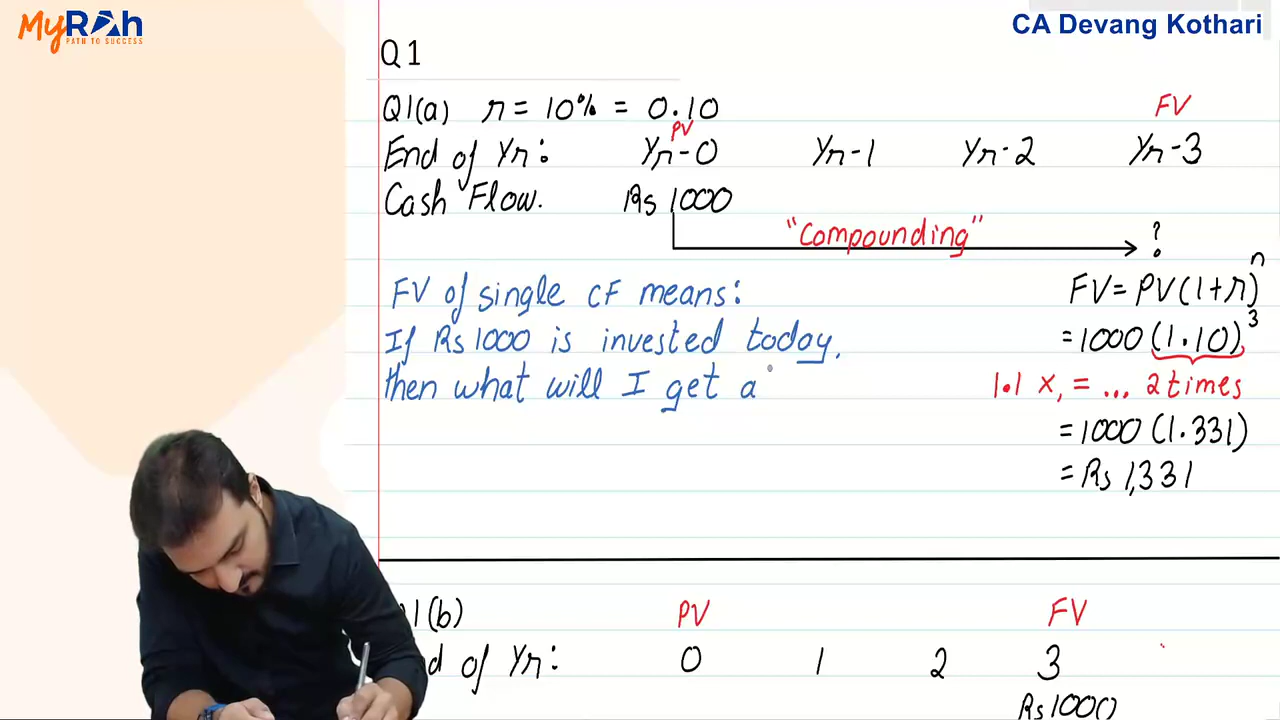 MyRAh
PATH TO SUCCESS
CA Devang Kothari
Q1
Q1(a) r = 10% = 0.10
FV
PV
End of Yr: Yr-0 Yr-1 Yr-2 Yr-3
Cash Flow. Rs 1000
"Compounding" ?
FV of single CF means: FV = PV(1+r)^n
If Rs 1000 is invested today, = 1000 (1.10)^3
then what will I get a 1.1 x, = ... 2 times
= 1000 (1.331)
= Rs 1,331
1(b) PV FV
d of Yr: 0 1 2 3
Rs 1000